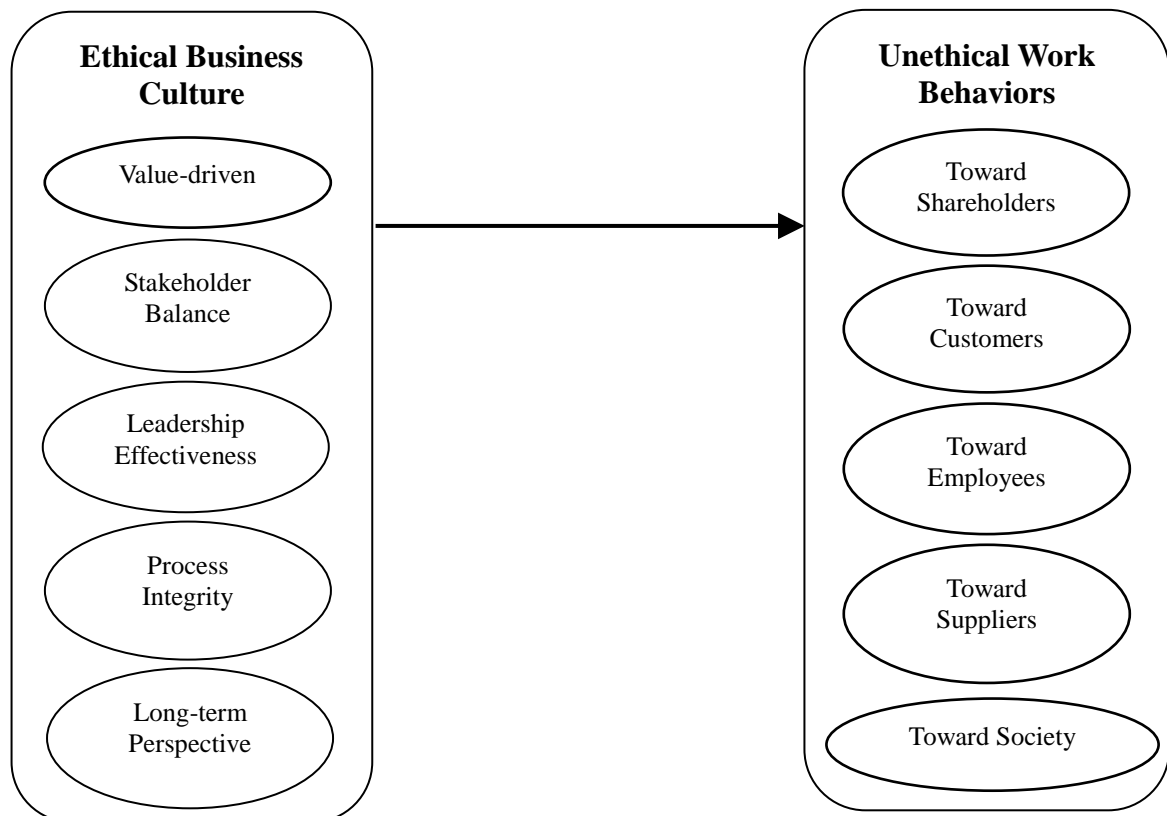 Ethical Business
Culture
Value-driven
Stakeholder
Balance
Leadership
Effectiveness
Process
Integrity
Long-term
Perspective
Unethical Work
Behaviors
Toward
Shareholders
Toward
Customers
Toward
Employees
Toward
Suppliers
Toward Society